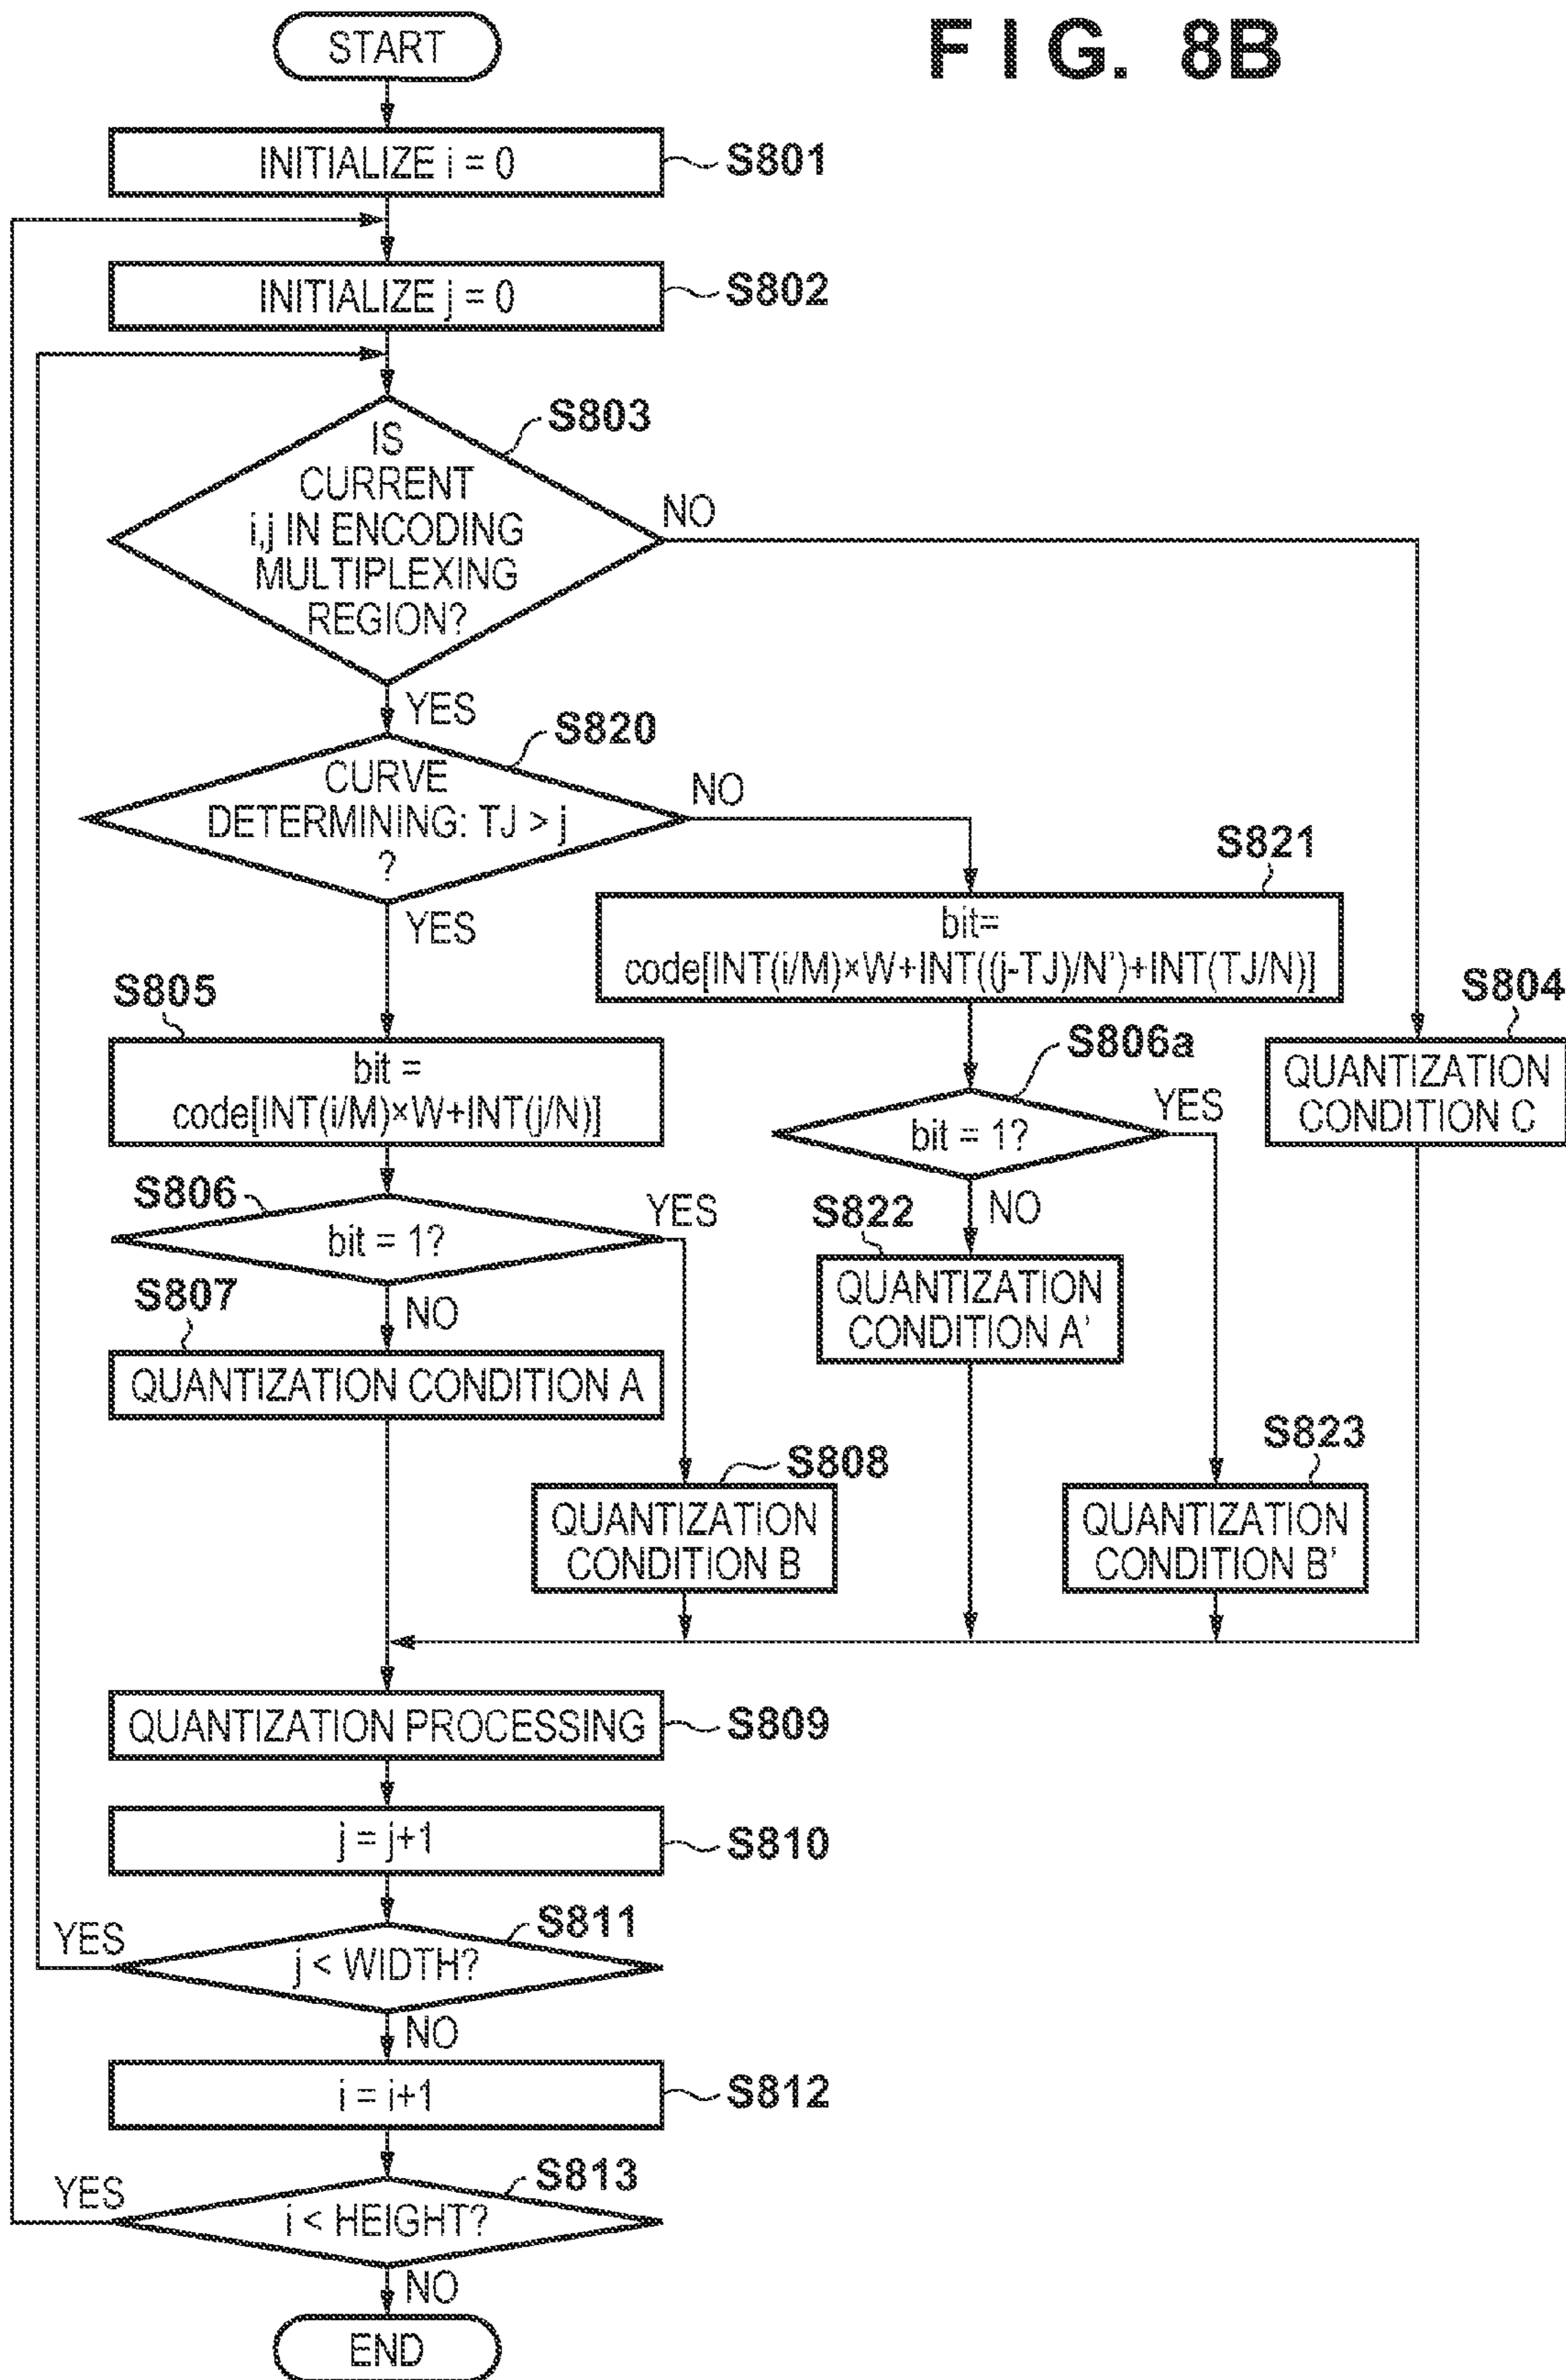 FIG. 8B
START
INITIALIZE i = 0
S801
INITIALIZE j = 0
S802
S803
IS
CURRENT
i,j IN ENCODING
MULTIPLEXING
REGION?
NO
YES
S820
CURVE
DETERMINING: TJ > j
?
NO
YES
S821
bit=
code[INT(i/M)×W+INT((j-TJ)/N')+INT(TJ/N)]
S805
bit =
code[INT(i/M)×W+INT(j/N)]
S804
QUANTIZATION
CONDITION C
S806a
bit = 1?
YES
NO
S806
bit = 1?
YES
NO
S822
QUANTIZATION
CONDITION A'
S807
QUANTIZATION CONDITION A
S808
QUANTIZATION
CONDITION B
S823
QUANTIZATION
CONDITION B'
QUANTIZATION PROCESSING
S809
j = j+1
S810
S811
YES
j < WIDTH?
NO
i = i+1
S812
S813
YES
i < HEIGHT?
NO
END